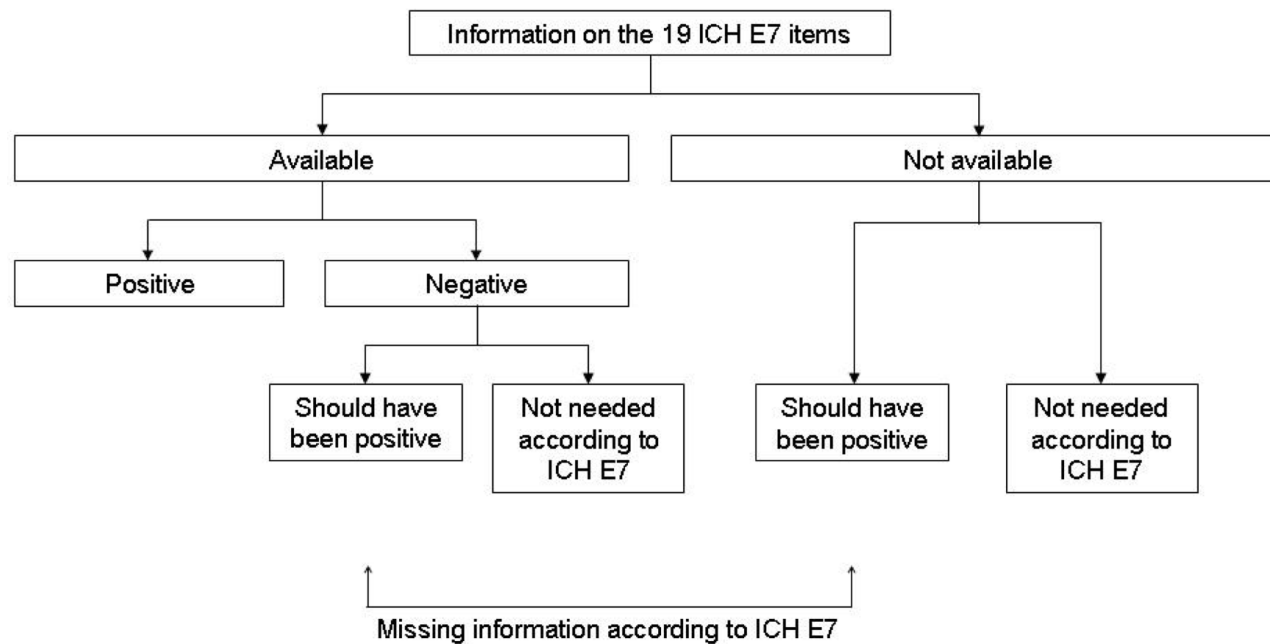 Information on the 19 ICH E7 items
Available
Not available
Positive
Negative
Should have
been positive
Not needed
according to
ICH E7
Should have
been positive
Not needed
according to
ICH E7
Missing information according to ICH E7